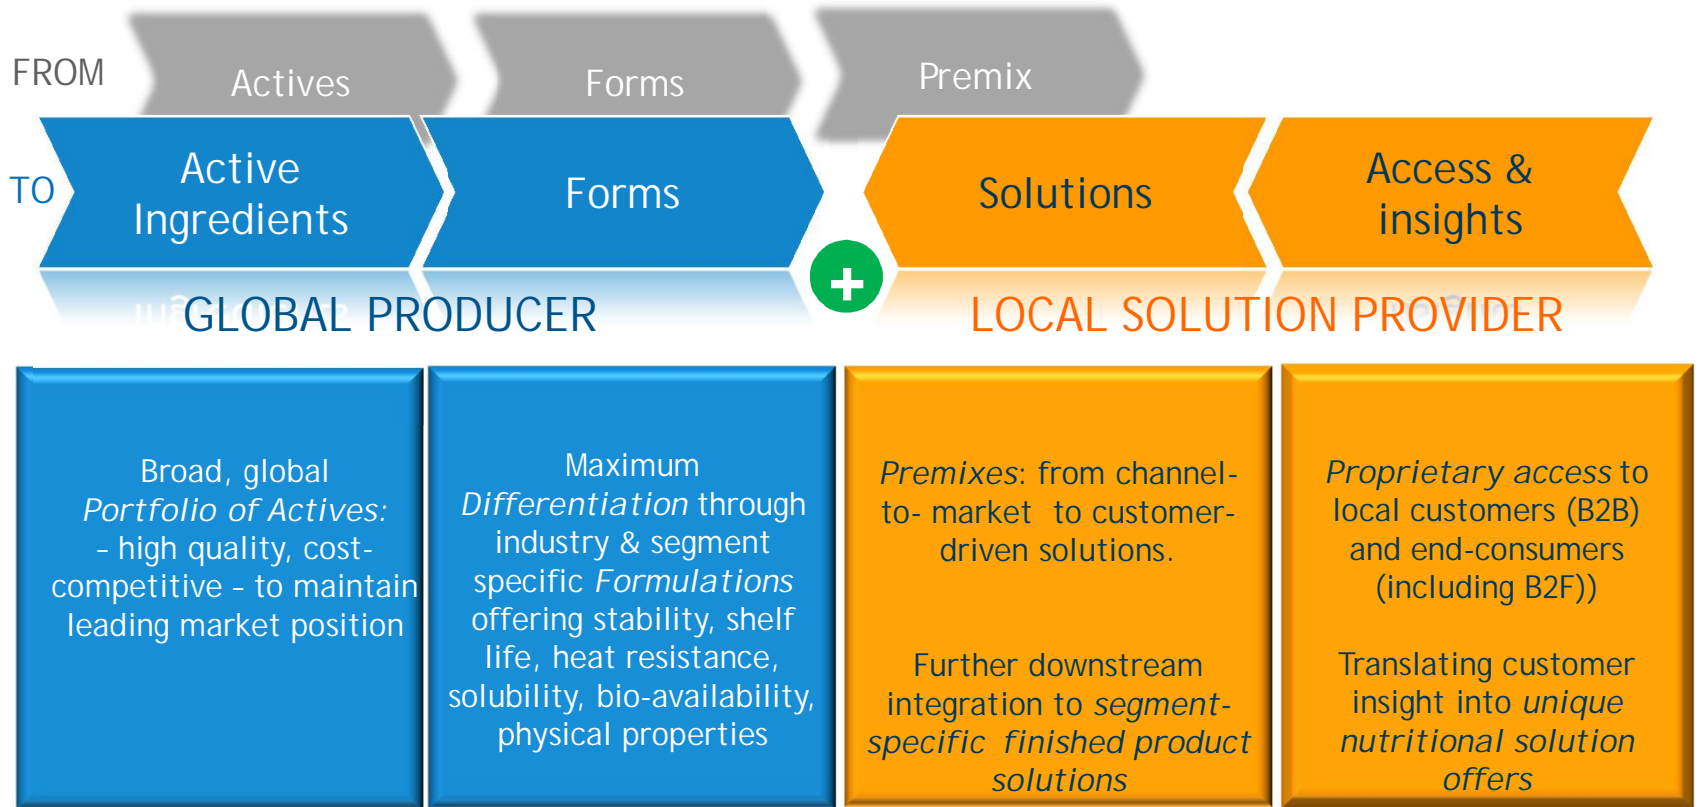 FROM
Actives
Forms
Premix
TO
Active
Ingredients
Forms
Solutions
Access &
insights
+
GLOBAL PRODUCER
LOCAL SOLUTION PROVIDER
Broad, global
Portfolio of Actives:
– high quality, cost-
competitive – to maintain
leading market position
Maximum
Differentiation through
industry & segment
specific Formulations
offering stability, shelf
life, heat resistance,
solubility, bio-availability,
physical properties
Premixes: from channel-
to- market to customer-
driven solutions.
Further downstream
integration to segment-
specific finished product
solutions
Proprietary access to
local customers (B2B)
and end-consumers
(including B2F))
Translating customer
insight into unique
nutritional solution
offers